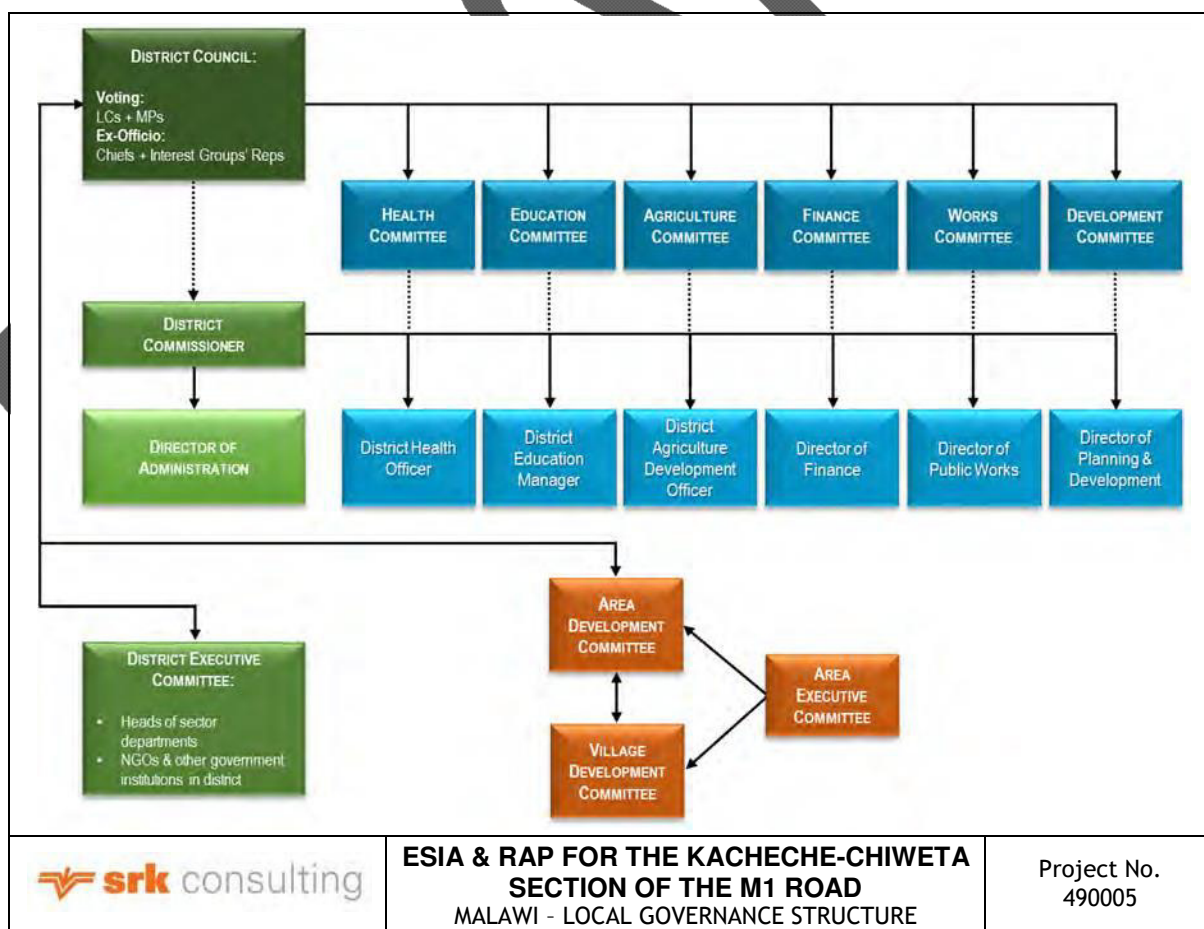 DISTRICT COUNCIL:
Voting:
LCs + MPs
Ex-Officio:
Chiefs + Interest Groups' Reps
HEALTH
COMMITTEE
EDUCATION
COMMITTEE
AGRICULTURE
COMMITTEE
FINANCE
COMMITTEE
WORKS
COMMITTEE
DEVELOPMENT
COMMITTEE
DISTRICT
COMMISSIONER
DIRECTOR OF
ADMINISTRATION
District Health
Officer
District
Education
Manager
District
Agriculture
Development
Officer
Director of
Finance
Director of
Public Works
Director of
Planning &
Development
DISTRICT EXECUTIVE
COMMITTEE:
• Heads of sector
departments
• NGOs & other government
institutions in district
AREA
DEVELOPMENT
COMMITTEE
AREA
EXECUTIVE
COMMITTEE
VILLAGE
DEVELOPMENT
COMMITTEE
srk consulting
ESIA & RAP FOR THE KACHECHE-CHIWETA
SECTION OF THE M1 ROAD
MALAWI – LOCAL GOVERNANCE STRUCTURE
Project No.
490005